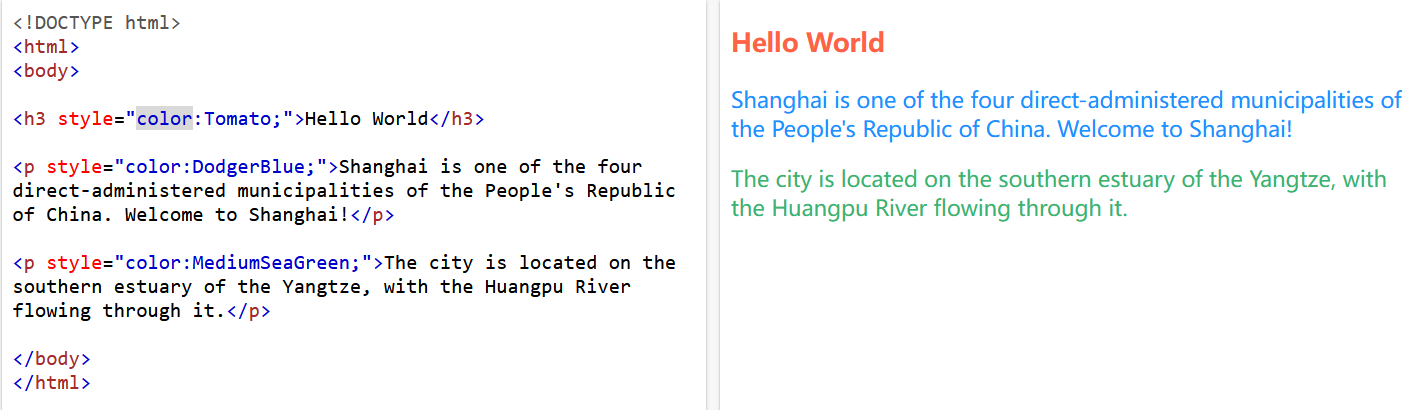 <!DOCTYPE html>
<html>
<body>
<h3 style="color:Tomato;">Hello World</h3>
<p style="color:DodgerBlue;">Shanghai is one of the four
direct-administered municipalities of the People's Republic
of China. Welcome to Shanghai!</p>
<p style="color:MediumSeaGreen;">The city is located on the
southern estuary of the Yangtze, with the Huangpu River
flowing through it.</p>
</body>
</html>
Hello World
Shanghai is one of the four direct-administered municipalities of
the People's Republic of China. Welcome to Shanghai!
The city is located on the southern estuary of the Yangtze, with
the Huangpu River flowing through it.